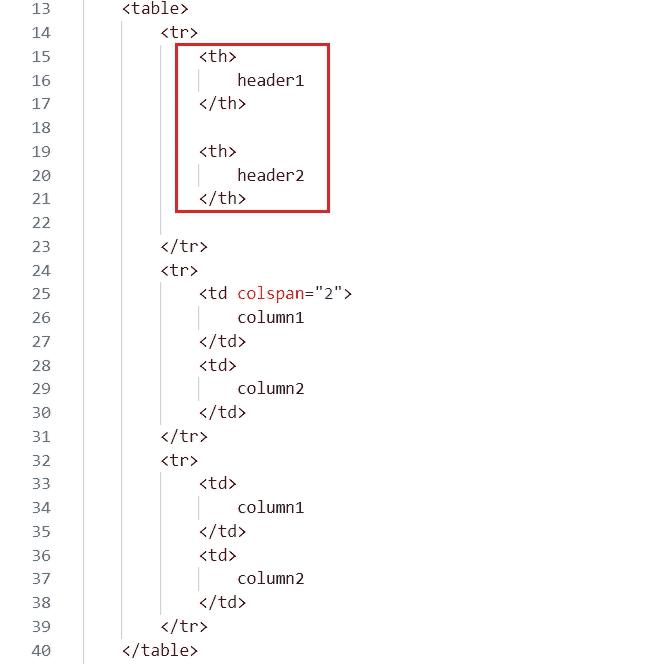 13 <table>
14 <tr>
15 <th>
16 header1
17 </th>
18
19 <th>
20 header2
21 </th>
22
23 </tr>
24 <tr>
25 <td colspan="2">
26 column1
27 </td>
28 <td>
29 column2
30 </td>
31 </tr>
32 <tr>
33 <td>
34 column1
35 </td>
36 <td>
37 column2
38 </td>
39 </tr>
40 </table>